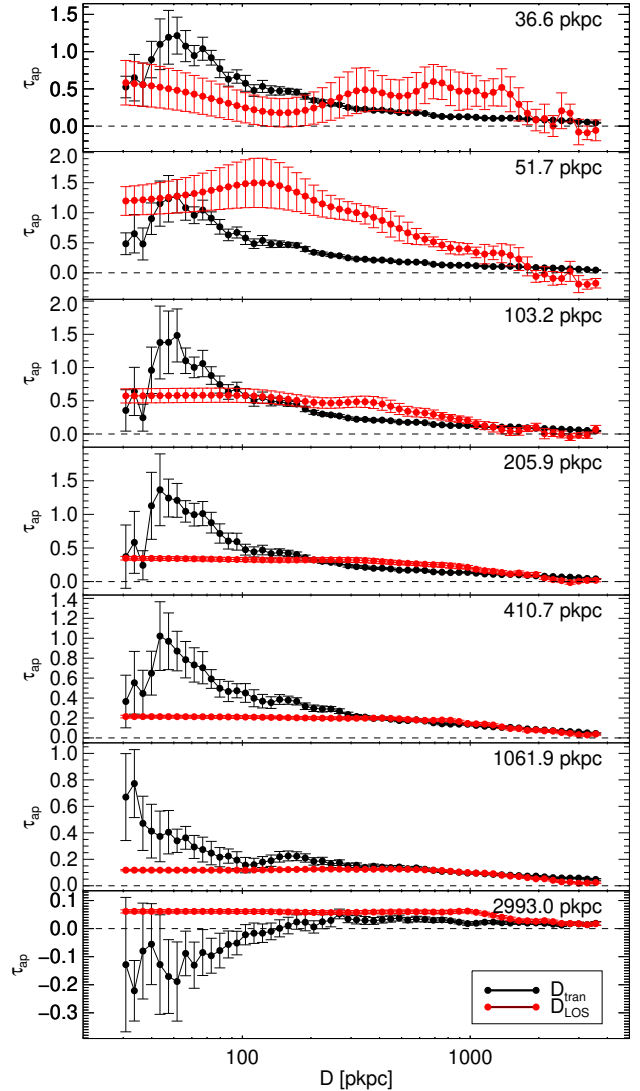 36.6 pkpc
1.5
1.0
0.5
0.0
τap
51.7 pkpc
2.0
1.5
1.0
0.5
0.0
τap
103.2 pkpc
2.0
1.5
1.0
0.5
0.0
τap
205.9 pkpc
1.5
1.0
0.5
0.0
τap
410.7 pkpc
1.4
1.2
1.0
0.8
0.6
0.4
0.2
0.0
τap
1061.9 pkpc
1.0
0.8
0.6
0.4
0.2
0.0
τap
2993.0 pkpc
0.1
0.0
−0.1
−0.2
−0.3
τap
Dtran
DLOS
100 1000
D [pkpc]